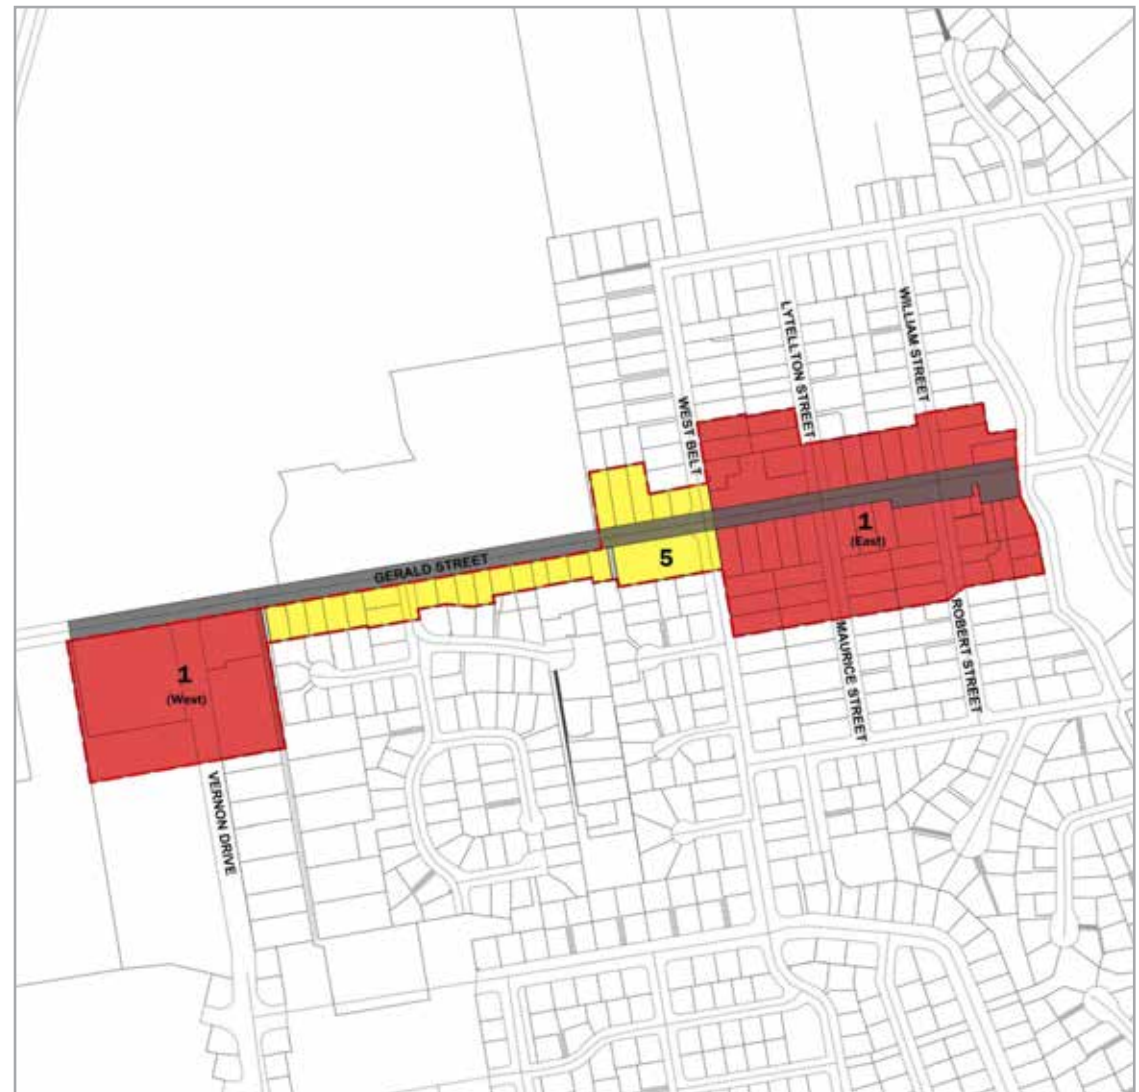 WILLIAM STREET
LYTELLTON STREET
WEST BELT
1
(East)
5
GERALD STREET
1
(West)
ROBERT STREET
MAURICE STREET
VERNON DRIVE